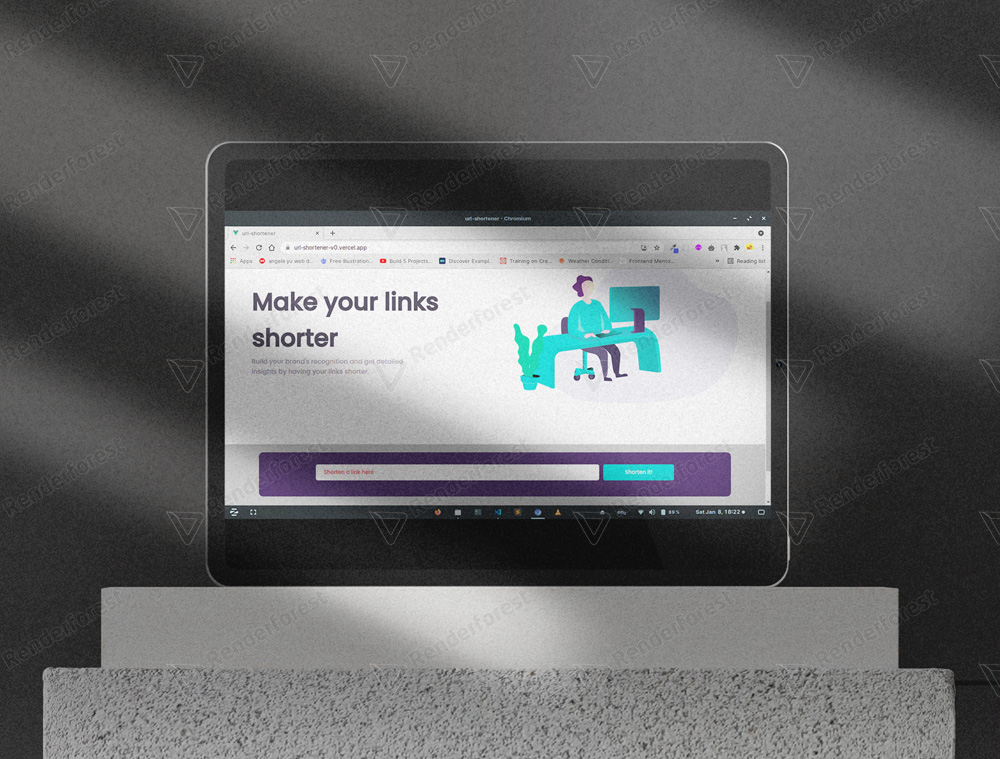 url-shortener - Chromium
url-shortener
url-shortener-v0.vercel.app
Apps
angela yu web d...
Free Illustration...
Build 5 Projects...
Discover Exampl...
Training on Cre...
Weather Condit...
Frontend Mento...
Reading list
Make your links
shorter
Build your brand's recognition and get detailed
insights by having your links shorter.
Shorten a link here
Shorten It!
89 %
Sat Jan 8, 18:22
Renderforest